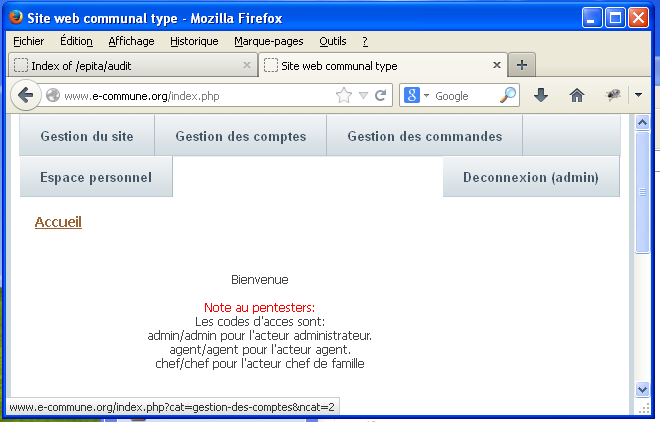 Site web communal type - Mozilla Firefox
Fichier Édition Affichage Historique Marque-pages Outils ?
Index of /epita/audit Site web communal type
www.e-commune.org/index.php Google
Gestion du site Gestion des comptes Gestion des commandes
Espace personnel Deconnexion (admin)
Accueil
Bienvenue
Note au pentesters:
Les codes d'acces sont:
admin/admin pour l'acteur administrateur.
agent/agent pour l'acteur agent.
chef/chef pour l'acteur chef de famille
www.e-commune.org/index.php?cat=gestion-des-comptes&ncat=2